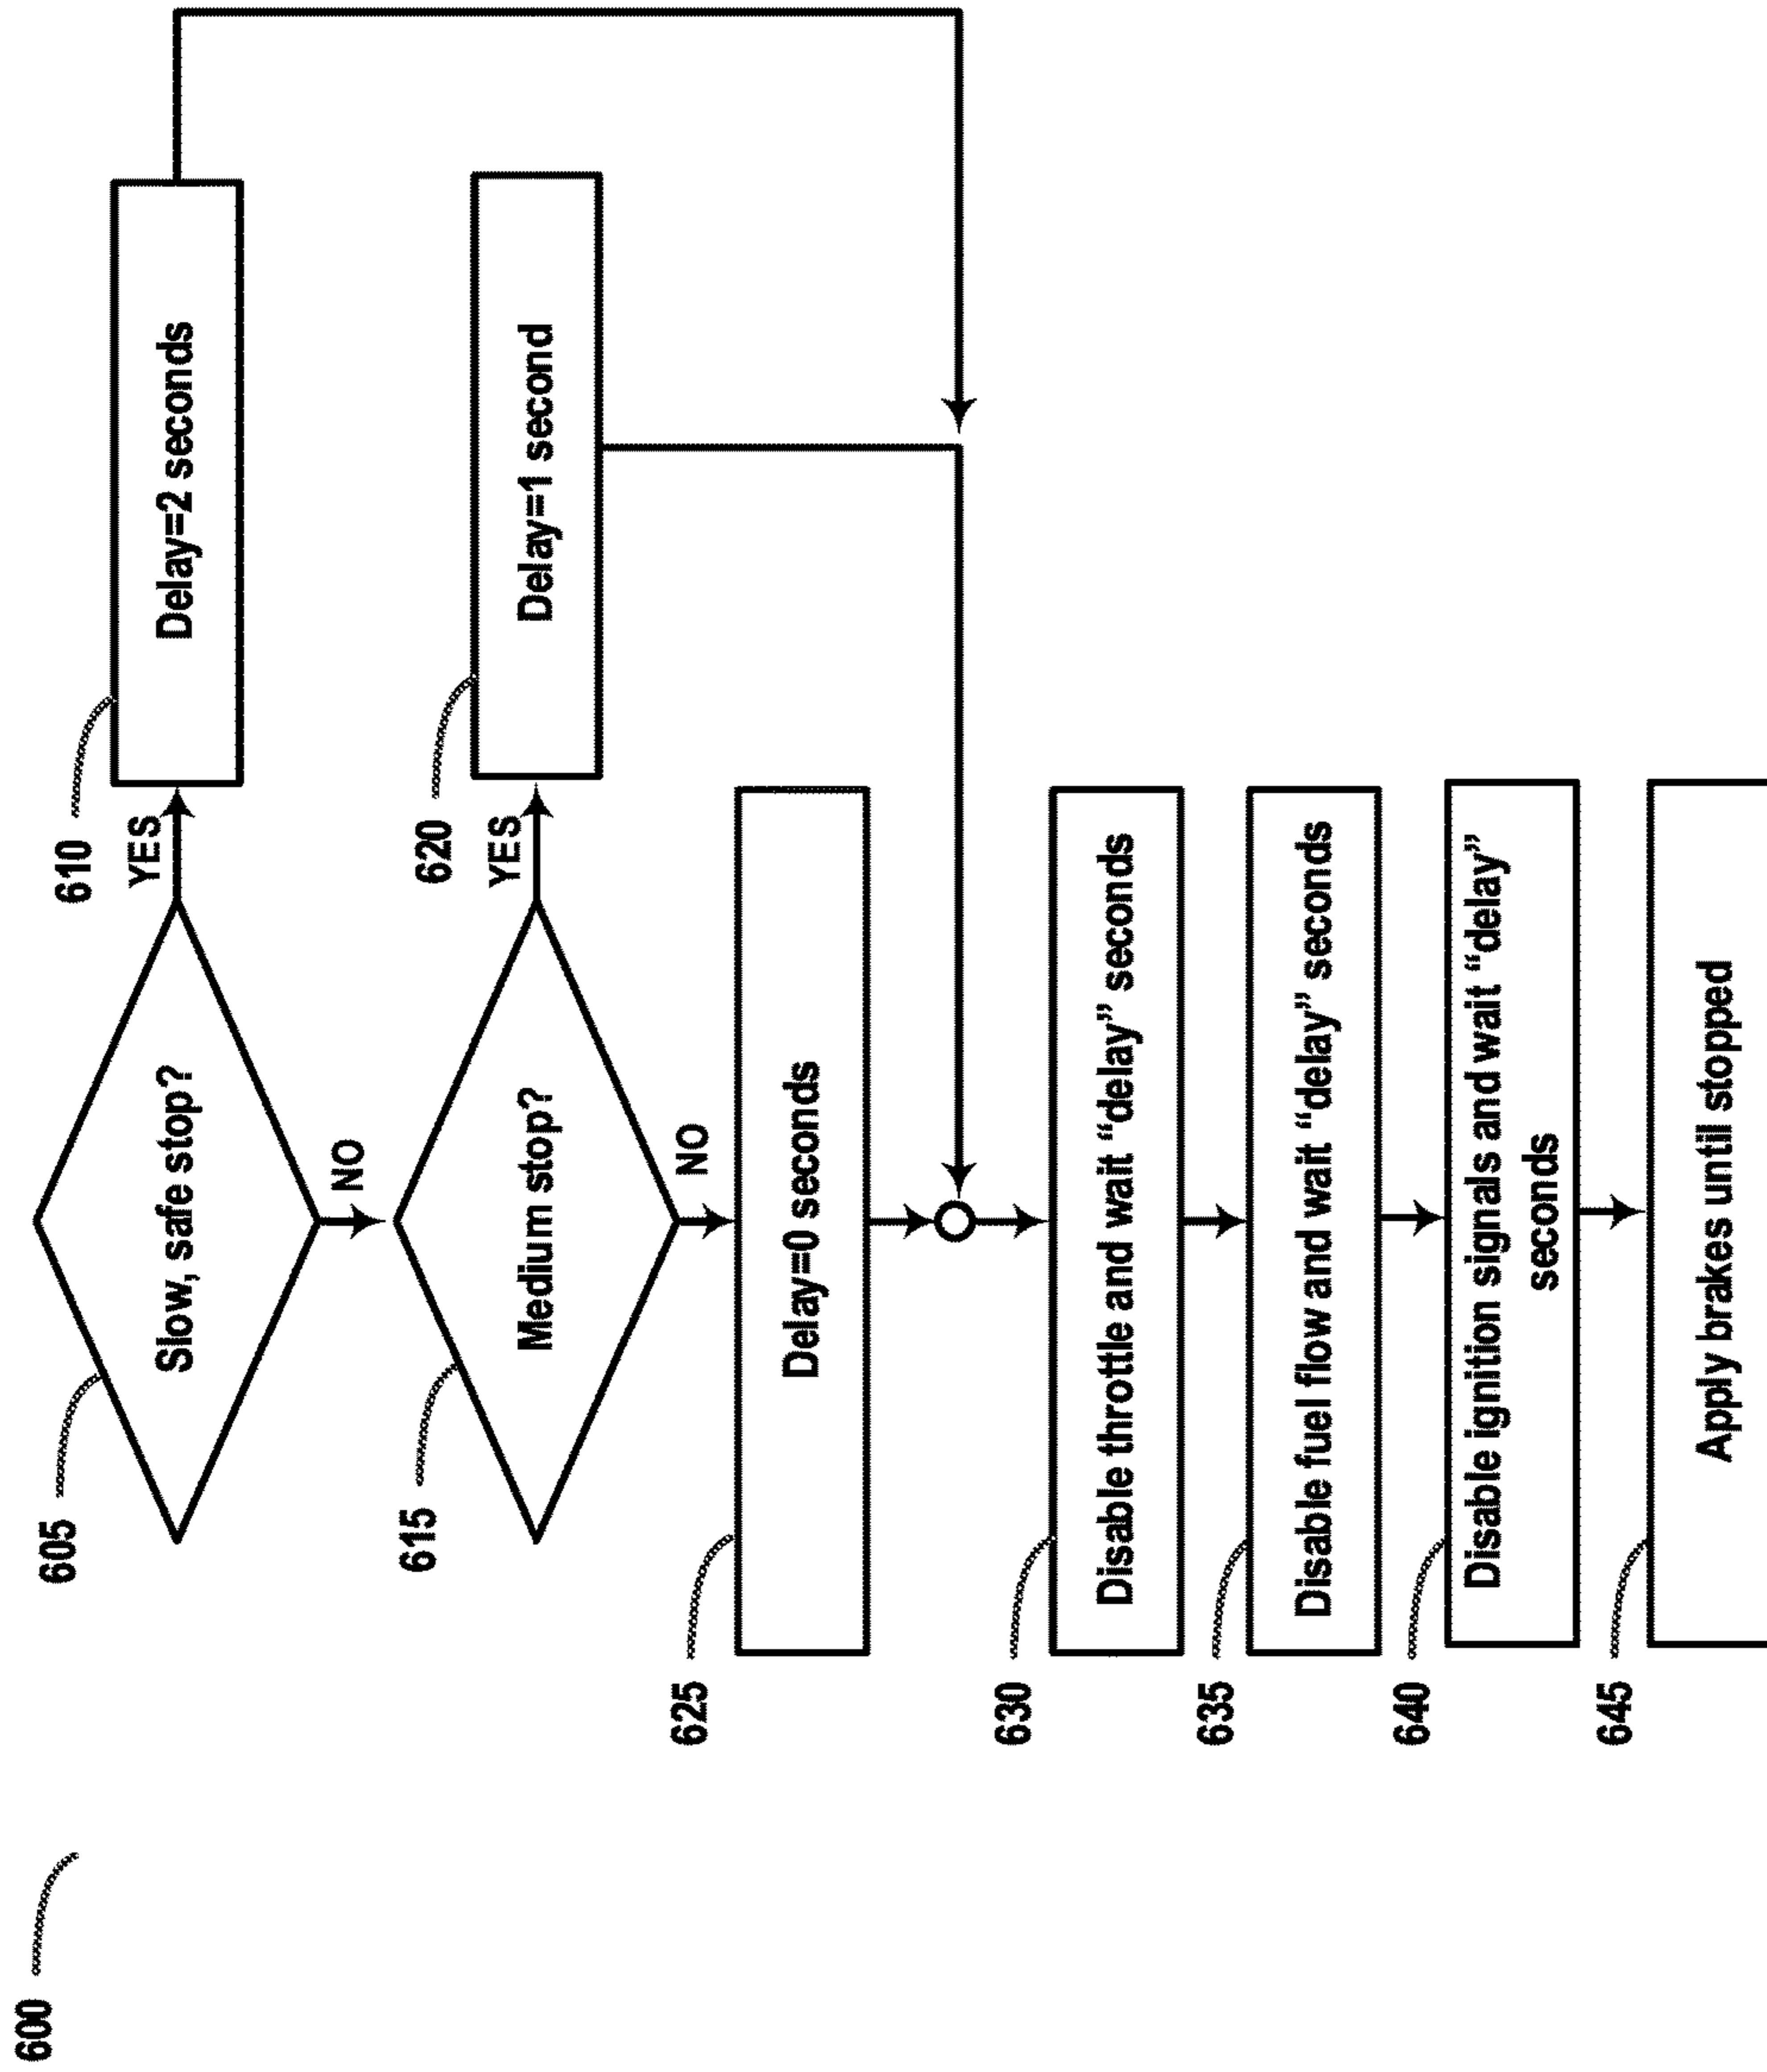 600
605
Slow, safe stop?
YES
610
Delay=2 seconds
NO
615
Medium stop?
YES
620
Delay=1 second
NO
625
Delay=0 seconds
630
Disable throttle and wait “delay” seconds
635
Disable fuel flow and wait “delay” seconds
640
Disable ignition signals and wait “delay”
seconds
645
Apply brakes until stopped